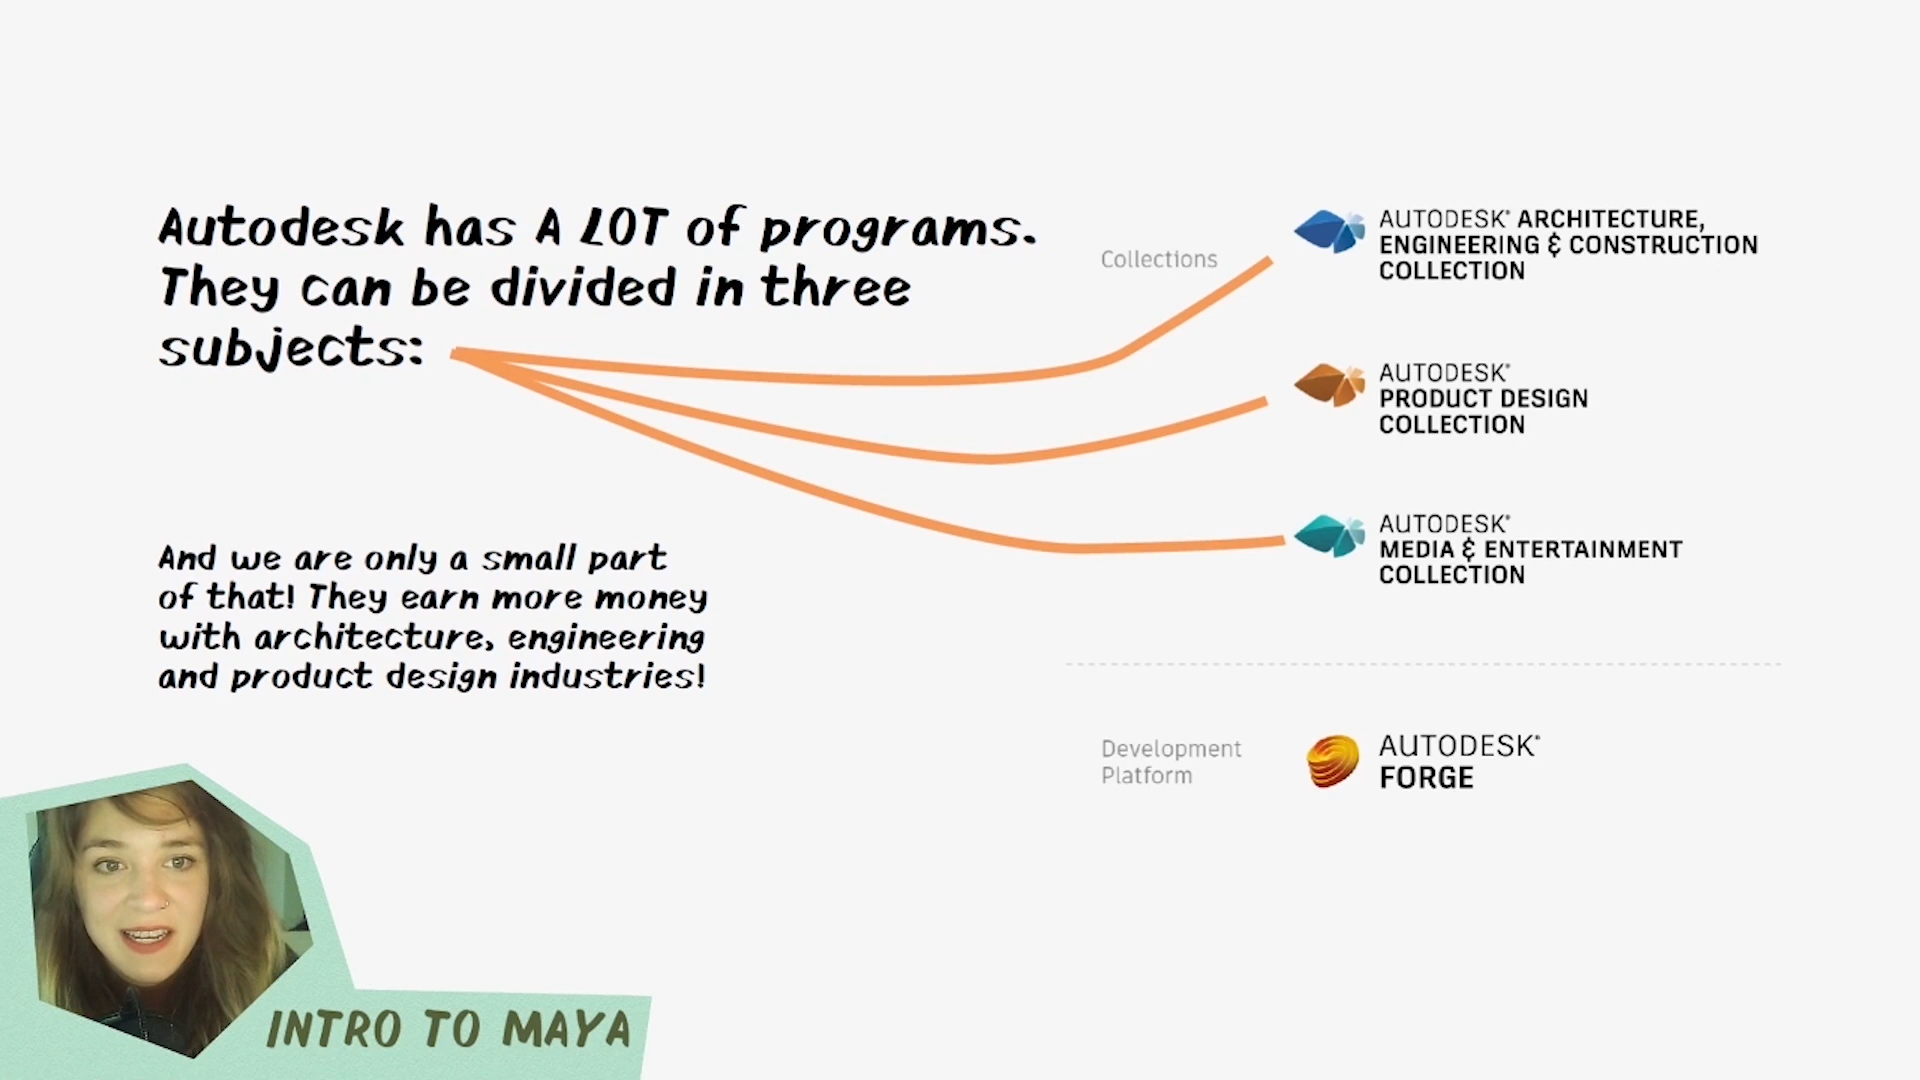 Autodesk has A LOT of programs.
They can be divided in three
subjects:
And we are only a small part
of that! They earn more money
with architecture, engineering
and product design industries!
Collections
AUTODESK® ARCHITECTURE,
ENGINEERING & CONSTRUCTION
COLLECTION
AUTODESK®
PRODUCT DESIGN
COLLECTION
AUTODESK®
MEDIA & ENTERTAINMENT
COLLECTION
Development
Platform
AUTODESK®
FORGE
INTRO TO MAYA